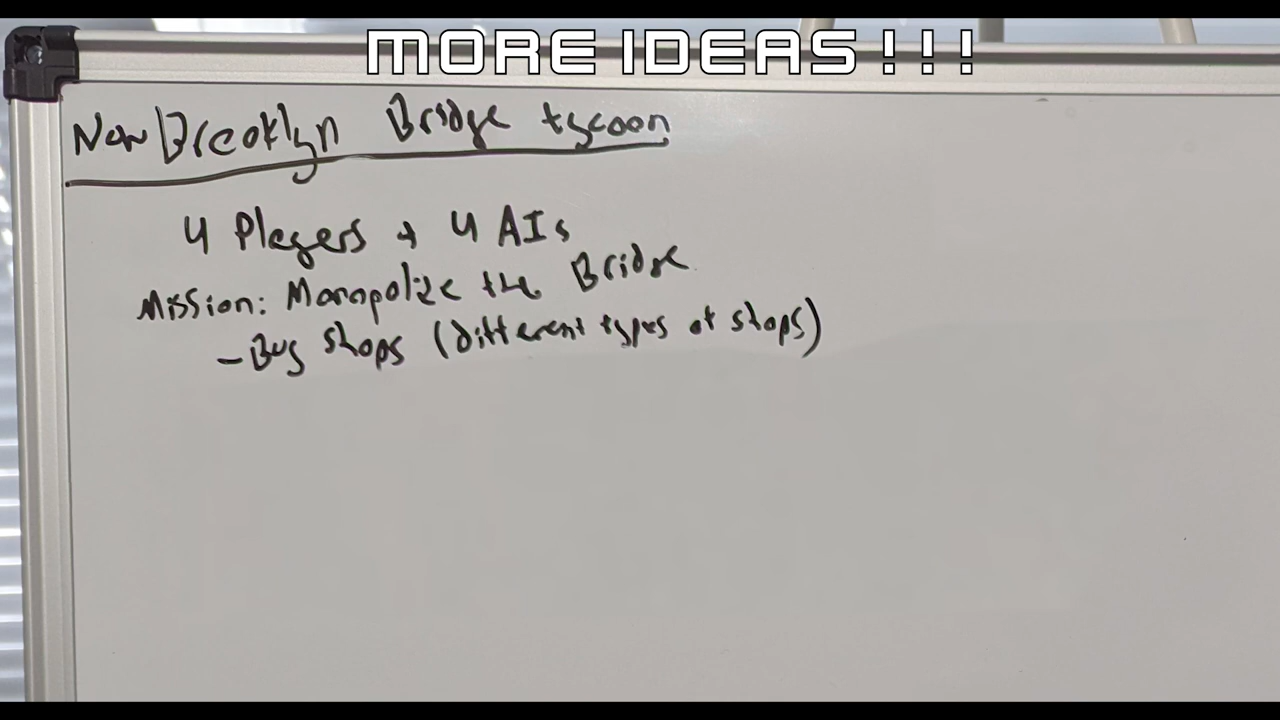 MORE IDEAS!!!
New Brooklyn Bridge tycoon
4 Players + 4 AIs
Mission: Monopolize the Bridge
- Buy shops (different types of shops)